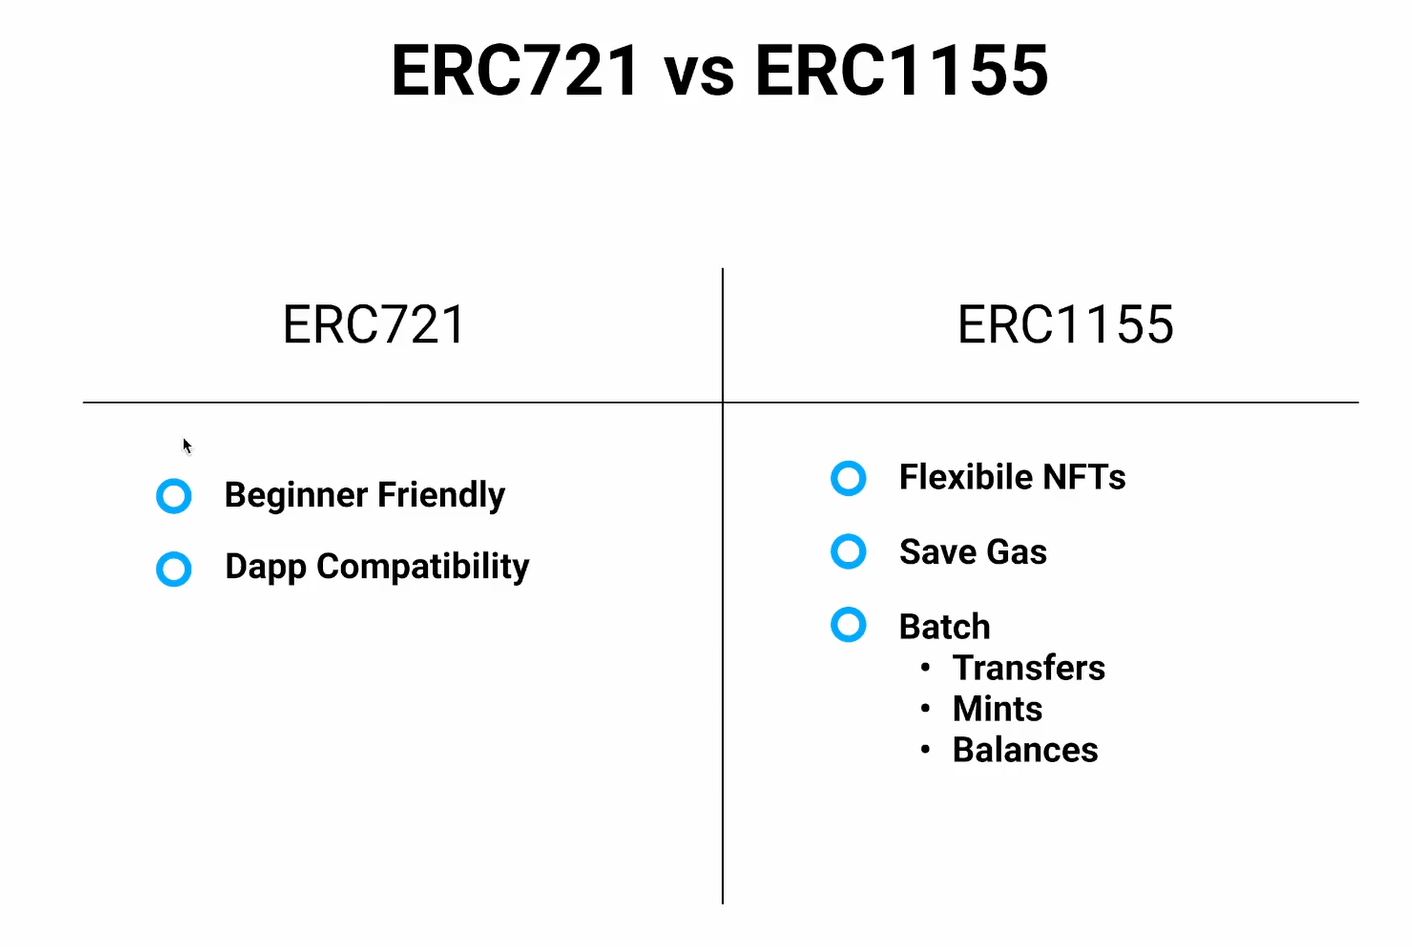 ERC721 vs ERC1155
ERC721
Beginner Friendly
Dapp Compatibility
ERC1155
Flexibile NFTs
Save Gas
Batch
• Transfers
• Mints
• Balances